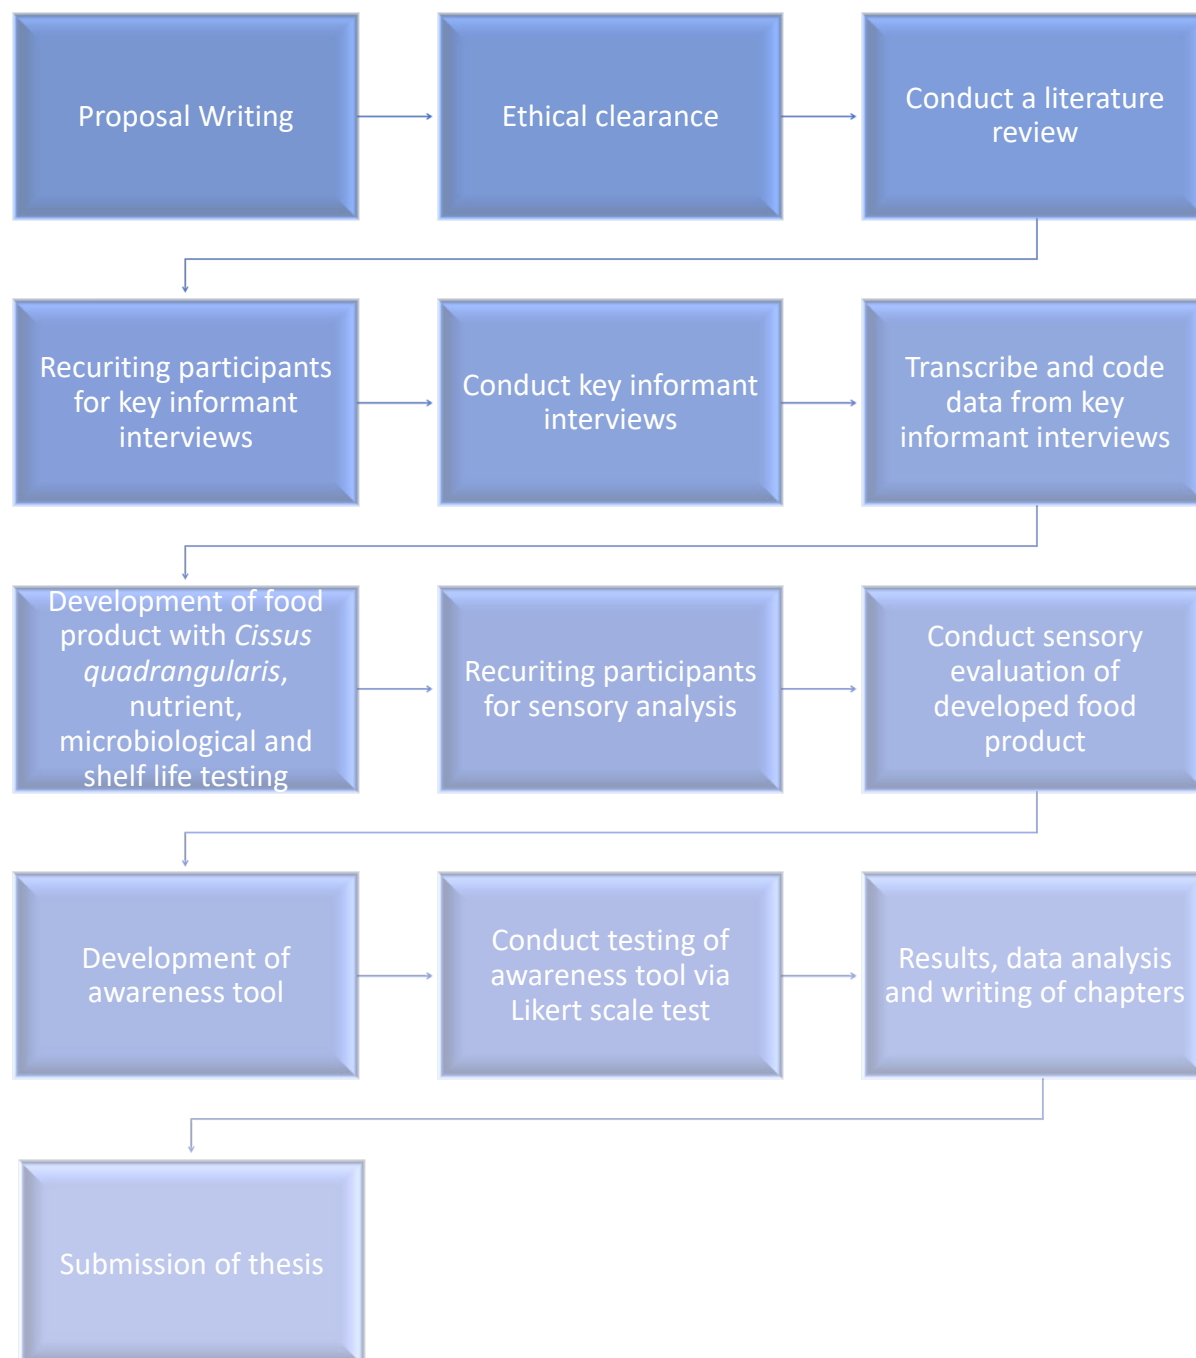 Proposal Writing
Ethical clearance
Conduct a literature
review
Recuriting participants
for key informant
interviews
Conduct key informant
interviews
Transcribe and code
data from key
informant interviews
Development of food
product with Cissus
quadrangularis,
nutrient,
microbiological and
shelf life testing
Recuriting participants
for sensory analysis
Conduct sensory
evaluation of
developed food
product
Development of
awareness tool
Conduct testing of
awareness tool via
Likert scale test
Results, data analysis
and writing of chapters
Submission of thesis